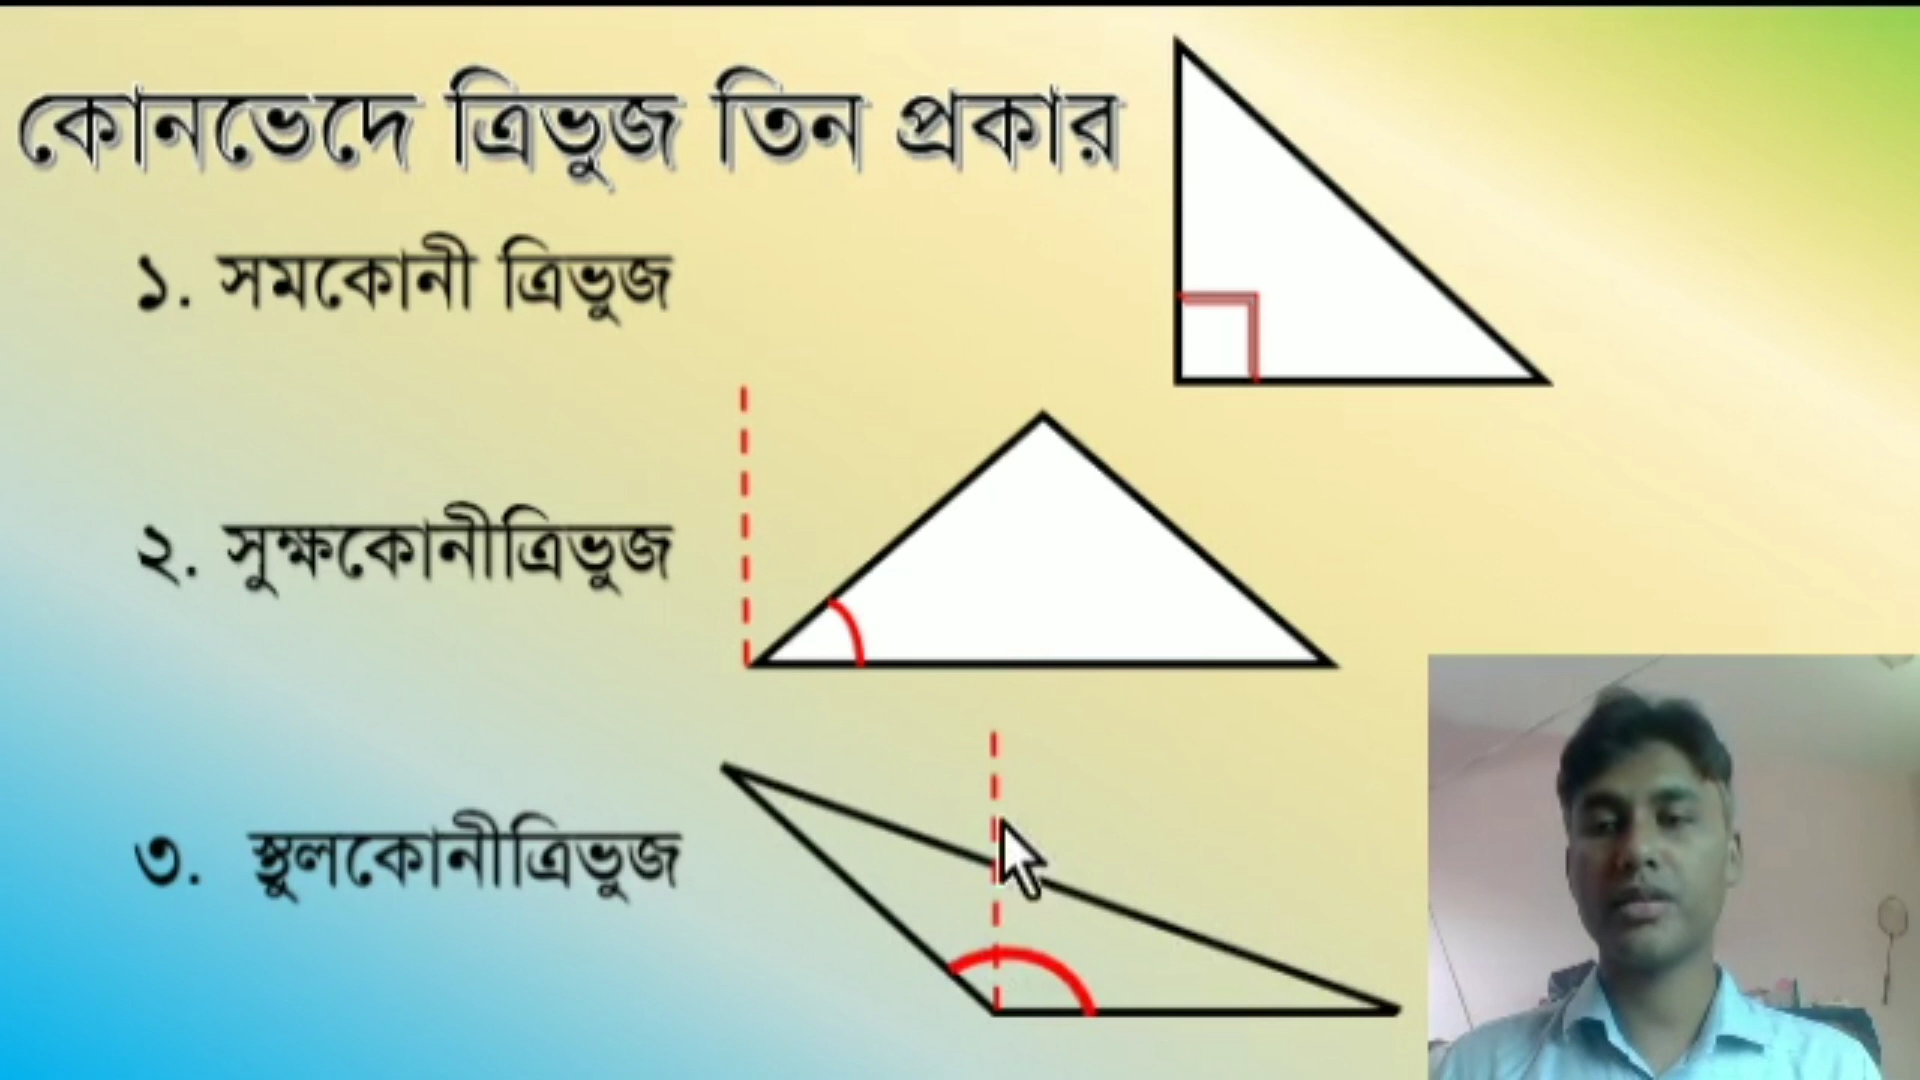 কোনভেদে ত্রিভুজ তিন প্রকার
১. সমকোনী ত্রিভুজ
২. সুক্ষকোনীত্রিভুজ
৩. স্থুলকোনীত্রিভুজ